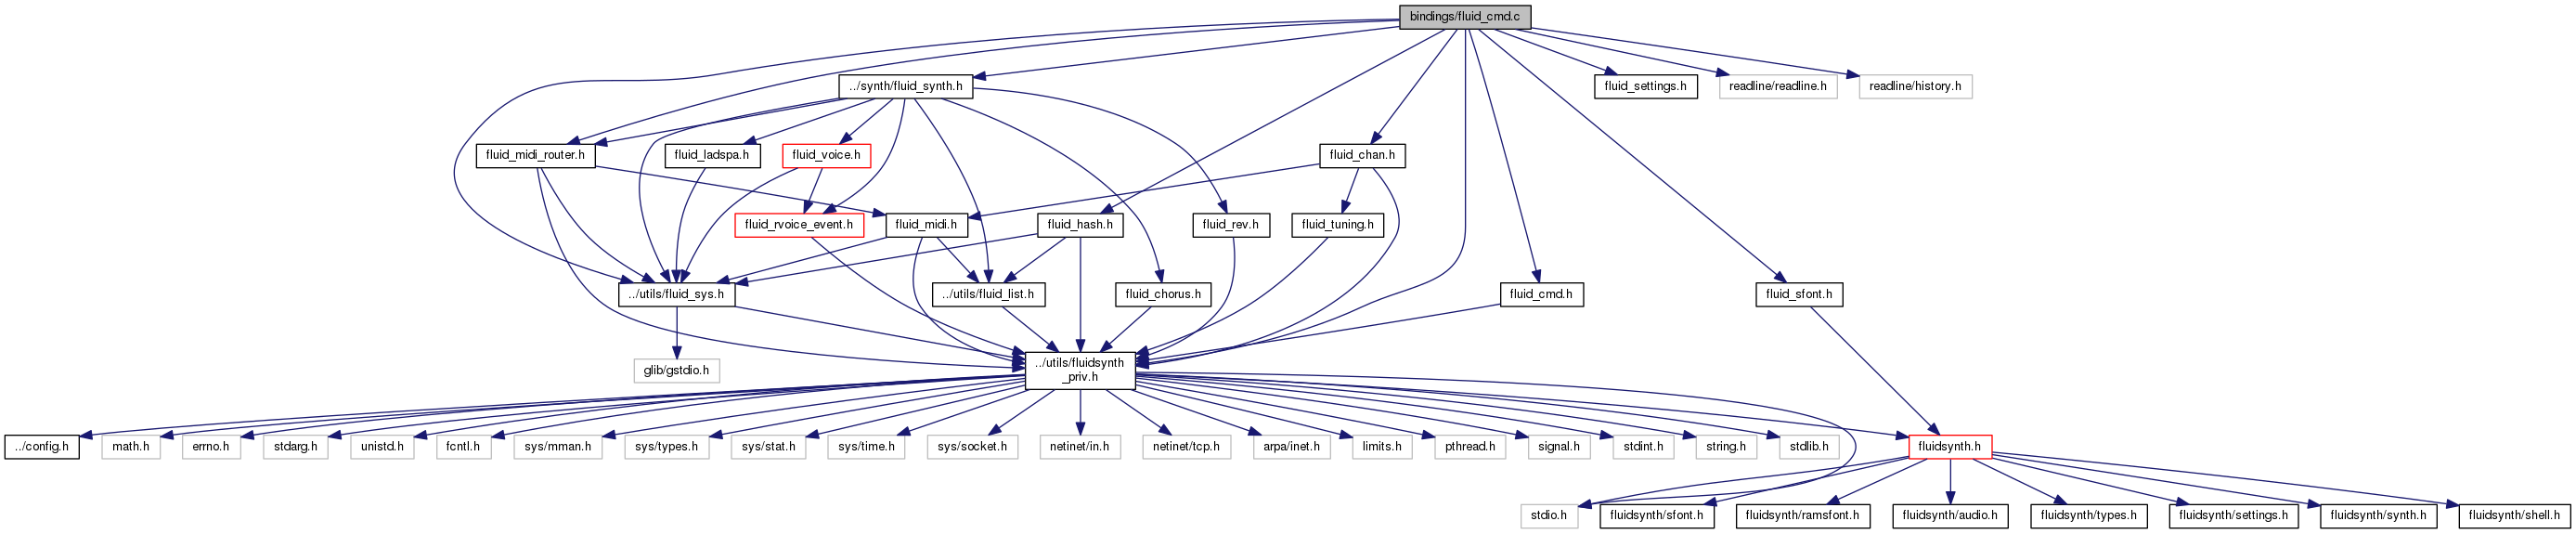 bindings/fluid_cmd.c
../synth/fluid_synth.h
fluid_settings.h
readline/readline.h
readline/history.h
fluid_midi_router.h
fluid_ladspa.h
fluid_voice.h
fluid_chan.h
fluid_rvoice_event.h
fluid_midi.h
fluid_hash.h
fluid_rev.h
fluid_tuning.h
../utils/fluid_sys.h
../utils/fluid_list.h
fluid_chorus.h
fluid_cmd.h
fluid_sfont.h
glib/gstdio.h
../utils/fluidsynth
_priv.h
../config.h
math.h
errno.h
stdarg.h
unistd.h
fcntl.h
sys/mman.h
sys/types.h
sys/stat.h
sys/time.h
sys/socket.h
netinet/in.h
netinet/tcp.h
arpa/inet.h
limits.h
pthread.h
signal.h
stdint.h
string.h
stdlib.h
fluidsynth.h
stdio.h
fluidsynth/sfont.h
fluidsynth/ramsfont.h
fluidsynth/audio.h
fluidsynth/types.h
fluidsynth/settings.h
fluidsynth/synth.h
fluidsynth/shell.h